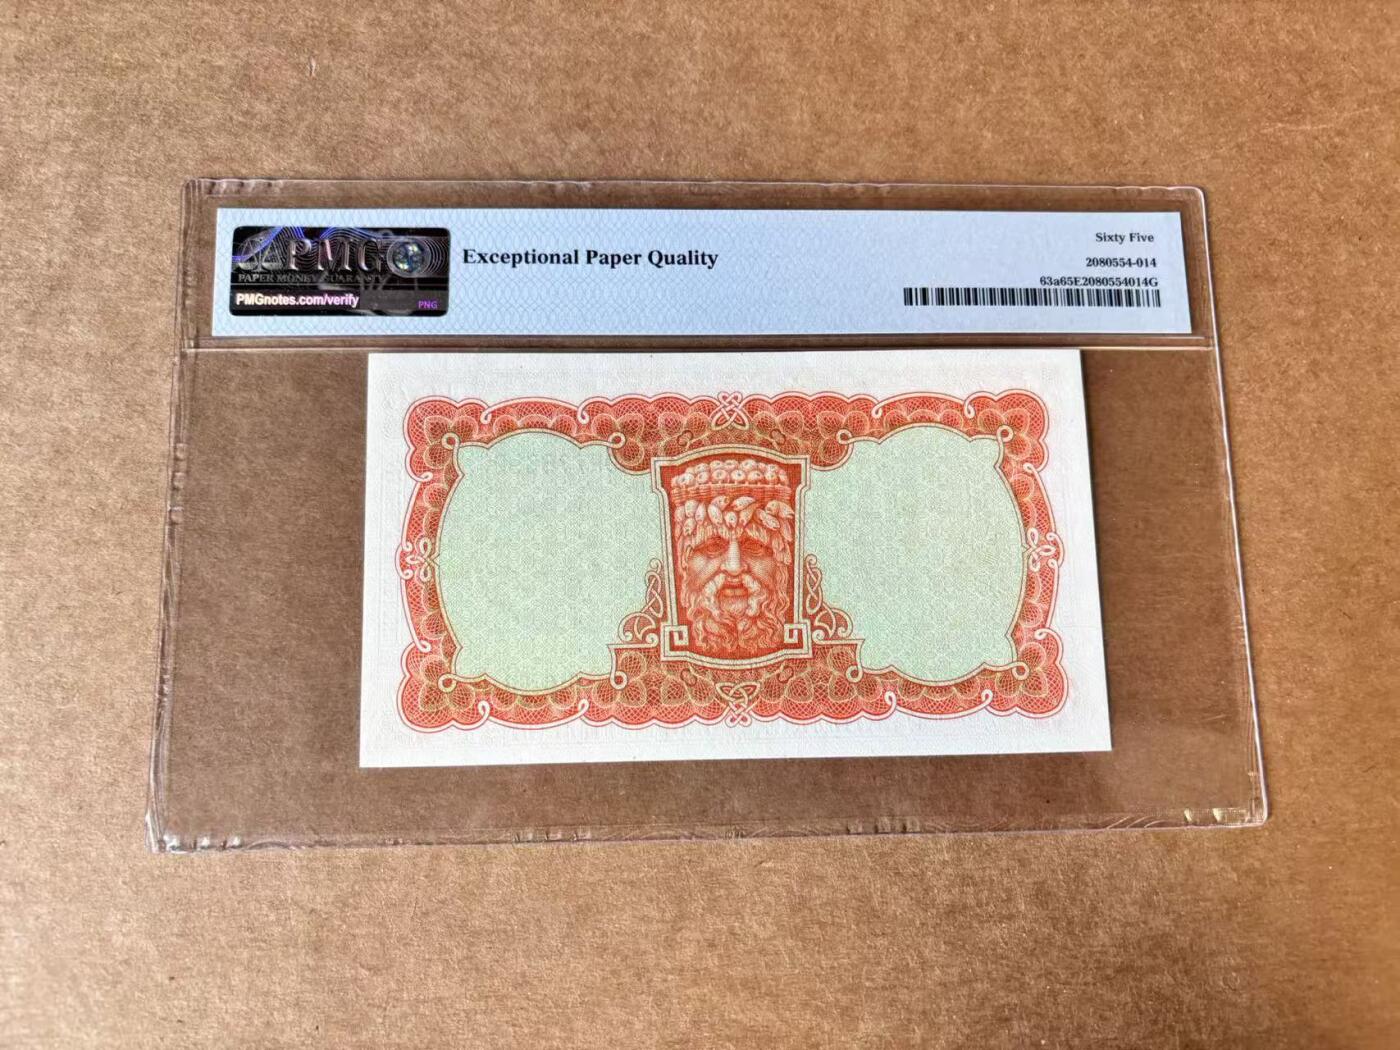 PMG
PAPER MONEY GUARANTY
PMGnotes.com/verify
PNG
Exceptional Paper Quality
Sixty Five
2080554-014
63a65E2080554014G